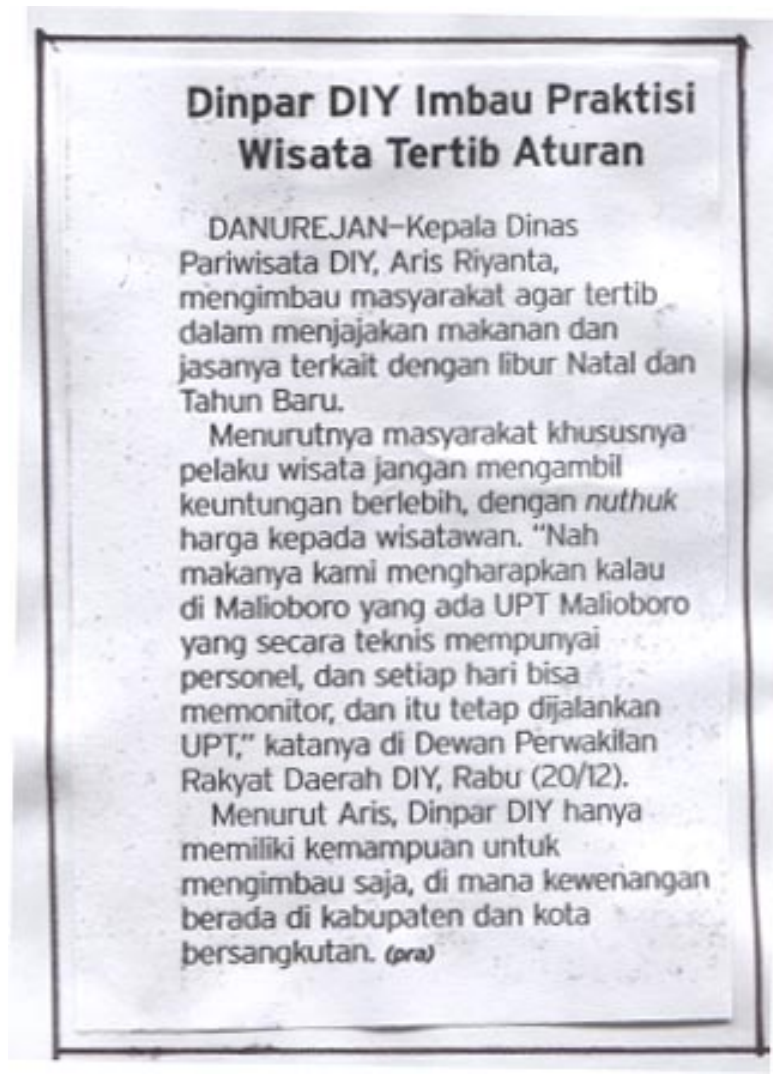 Dinpar DIY Imbau Praktisi
Wisata Tertib Aturan
DANUREJAN—Kepala Dinas
Pariwisata DIY, Aris Riyanta,
mengimbau masyarakat agar tertib
dalam menjajakan makanan dan
jasanya terkait dengan libur Natal dan
Tahun Baru.
Menurutnya masyarakat khususnya
pelaku wisata jangan mengambil
keuntungan berlebih, dengan nuthuk
harga kepada wisatawan. “Nah
makanya kami mengharapkan kalau
di Malioboro yang ada UPT Malioboro
yang secara teknis mempunyai
personel, dan setiap hari bisa
memonitor, dan itu tetap dijalankan
UPT,” katanya di Dewan Perwakilan
Rakyat Daerah DIY, Rabu (20/12).
Menurut Aris, Dinpar DIY hanya
memiliki kemampuan untuk
mengimbau saja, di mana kewenangan
berada di kabupaten dan kota
bersangkutan. (pra)